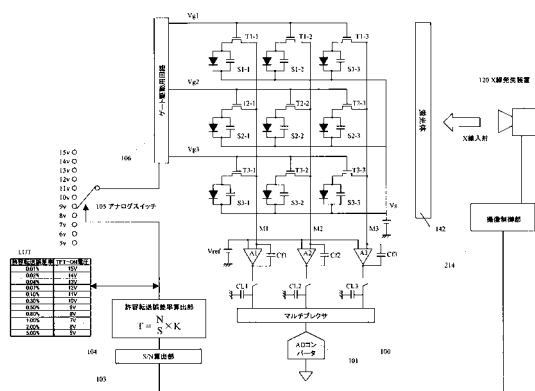 Vg1
T1-1
T1-2
T1-3
S1-1
S1-2
S1-3
Vg2
T2-1
T2-2
T2-3
S2-1
S2-2
S2-3
Vg3
T3-1
T3-2
T3-3
S3-1
S3-2
S3-3
ゲート駆動用回路
106
120 X線発生装置
X線入射
蛍光体
142
撮像制御部
214
15v
14v
13v
12v
11v
10v
9v
8v
7v
6v
5v
105 アナログスイッチ
M1
M2
M3
Vs
Vref
A1
A2
A3
Cf1
Cf2
Cf3
CL1
CL2
CL3
マルチプレクサ
ADコンバータ
101
100
LUT
許容転送誤差率 TFT-ON電圧
0.01% 15V
0.02% 14V
0.04% 13V
0.07% 12V
0.10% 11V
0.30% 10V
0.50% 9V
0.80% 8V
1.00% 7V
2.00% 6V
5.00% 5V
許容転送誤差率算出部
T = N/S × K
104
S/N算出部
103